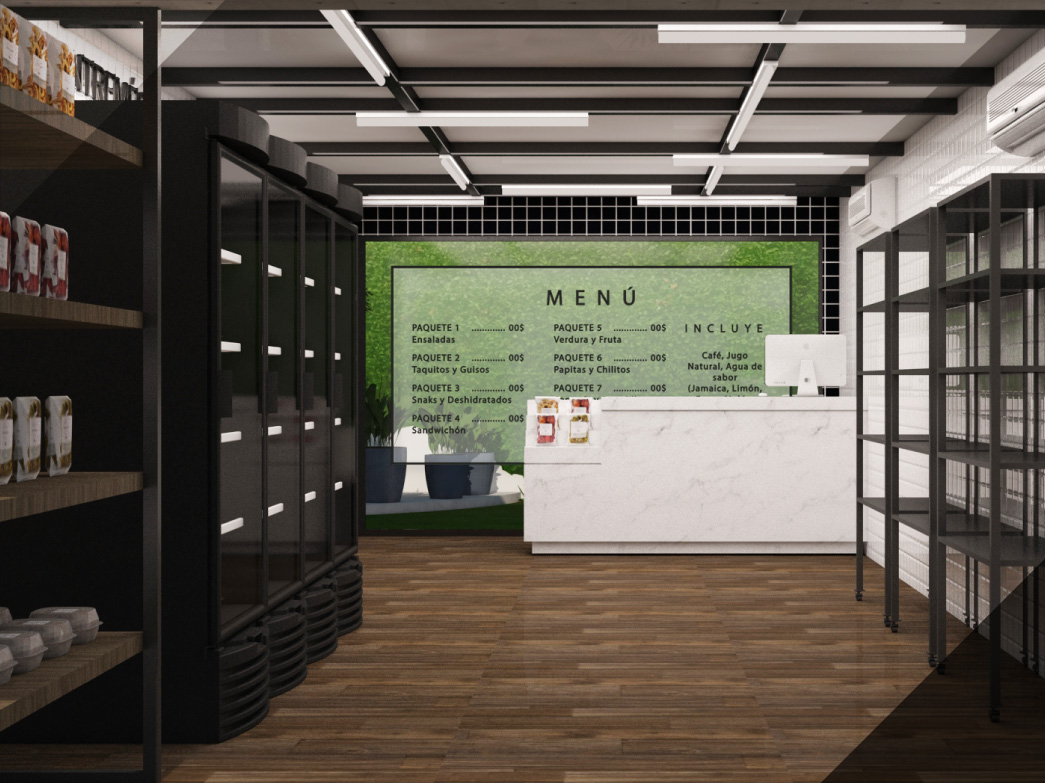 MENÚ
PAQUETE 1 ............. 00$
Ensaladas
PAQUETE 2 ............. 00$
Taquitos y Guisos
PAQUETE 3 ............. 00$
Snaks y Deshidratados
PAQUETE 4 ............. 00$
Sandwichón
PAQUETE 5 ............. 00$
Verdura y Fruta
PAQUETE 6 ............. 00$
Papitas y Chilitos
PAQUETE 7 ............. 00$
INCLUYE
Café, Jugo
Natural, Agua de
sabor
(Jamaica, Limón,